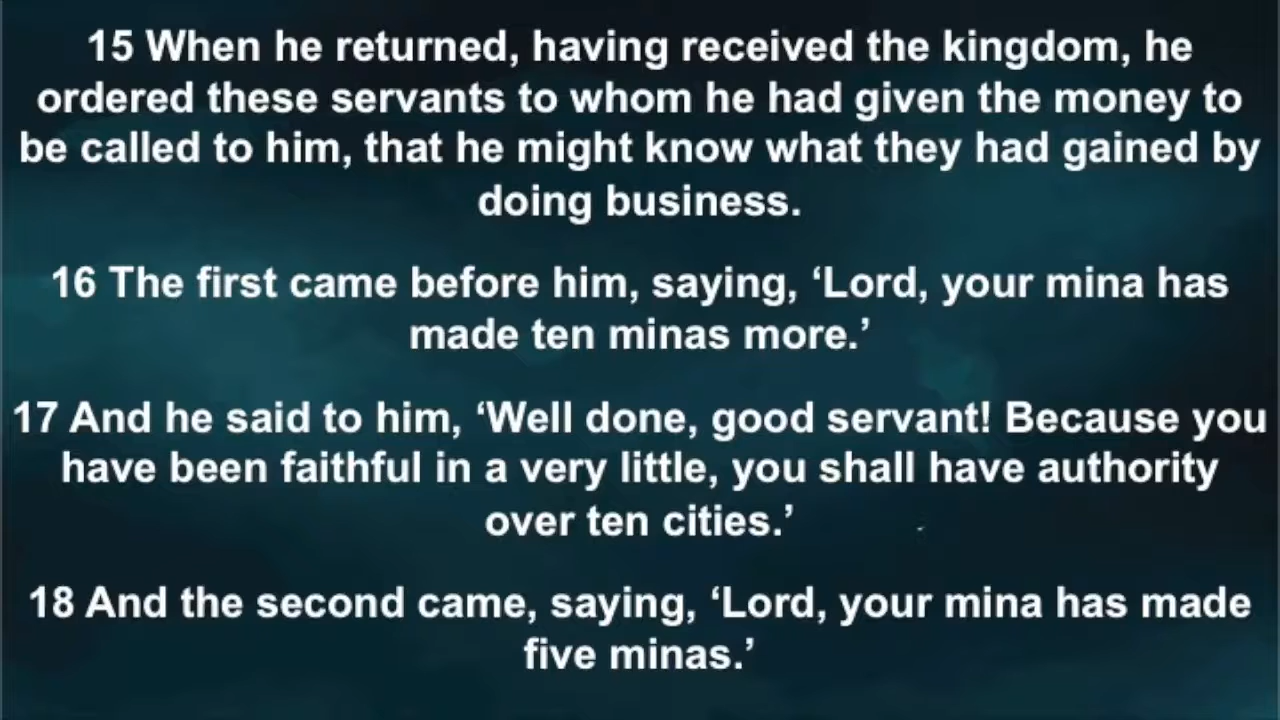 15 When he returned, having received the kingdom, he
ordered these servants to whom he had given the money to
be called to him, that he might know what they had gained by
doing business.
16 The first came before him, saying, ‘Lord, your mina has
made ten minas more.’
17 And he said to him, ‘Well done, good servant! Because you
have been faithful in a very little, you shall have authority
over ten cities.’
18 And the second came, saying, ‘Lord, your mina has made
five minas.’